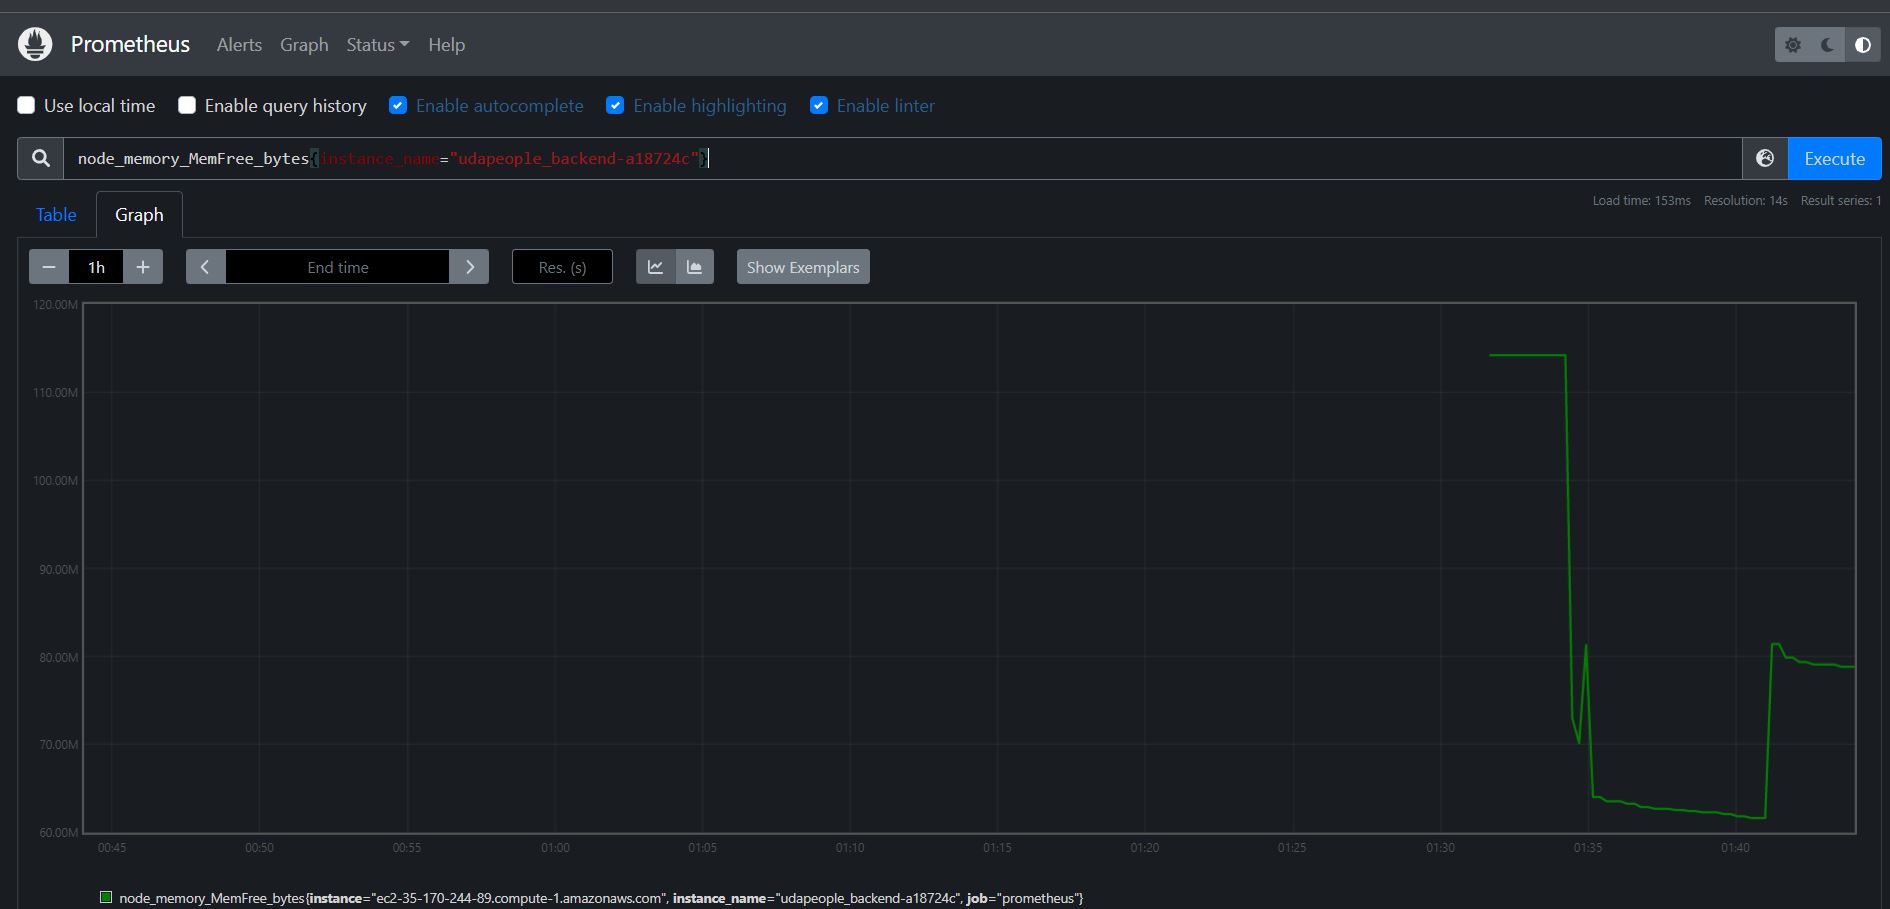 Prometheus Alerts Graph Status Help
Use local time Enable query history Enable autocomplete Enable highlighting Enable linter
node_memory_MemFree_bytes{instance_name="udapeople_backend-a18724c"}
Execute
Load time: 153ms Resolution: 14s Result series: 1
Table Graph
1h End time Res. (s) Show Exemplars
120.00M
110.00M
100.00M
90.00M
80.00M
70.00M
60.00M
00:45 00:50 00:55 01:00 01:05 01:10 01:15 01:20 01:25 01:30 01:35 01:40
node_memory_MemFree_bytes{instance="ec2-35-170-244-89.compute-1.amazonaws.com", instance_name="udapeople_backend-a18724c", job="prometheus"}